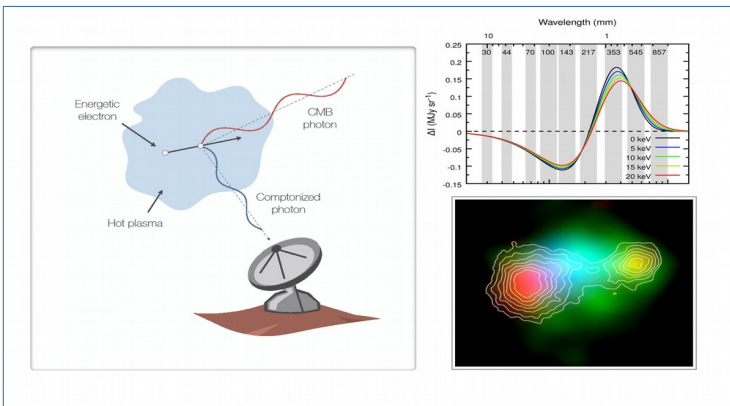 Energetic
electron
CMB
photon
Comptonized
photon
Hot plasma
Wavelength (mm)
10 1
30 44 70 100 143 217 353 545 857
ΔI (MJy sr⁻¹)
0.25
0.2
0.15
0.1
0.05
0
-0.05
-0.1
-0.15
0 keV
5 keV
10 keV
15 keV
20 keV